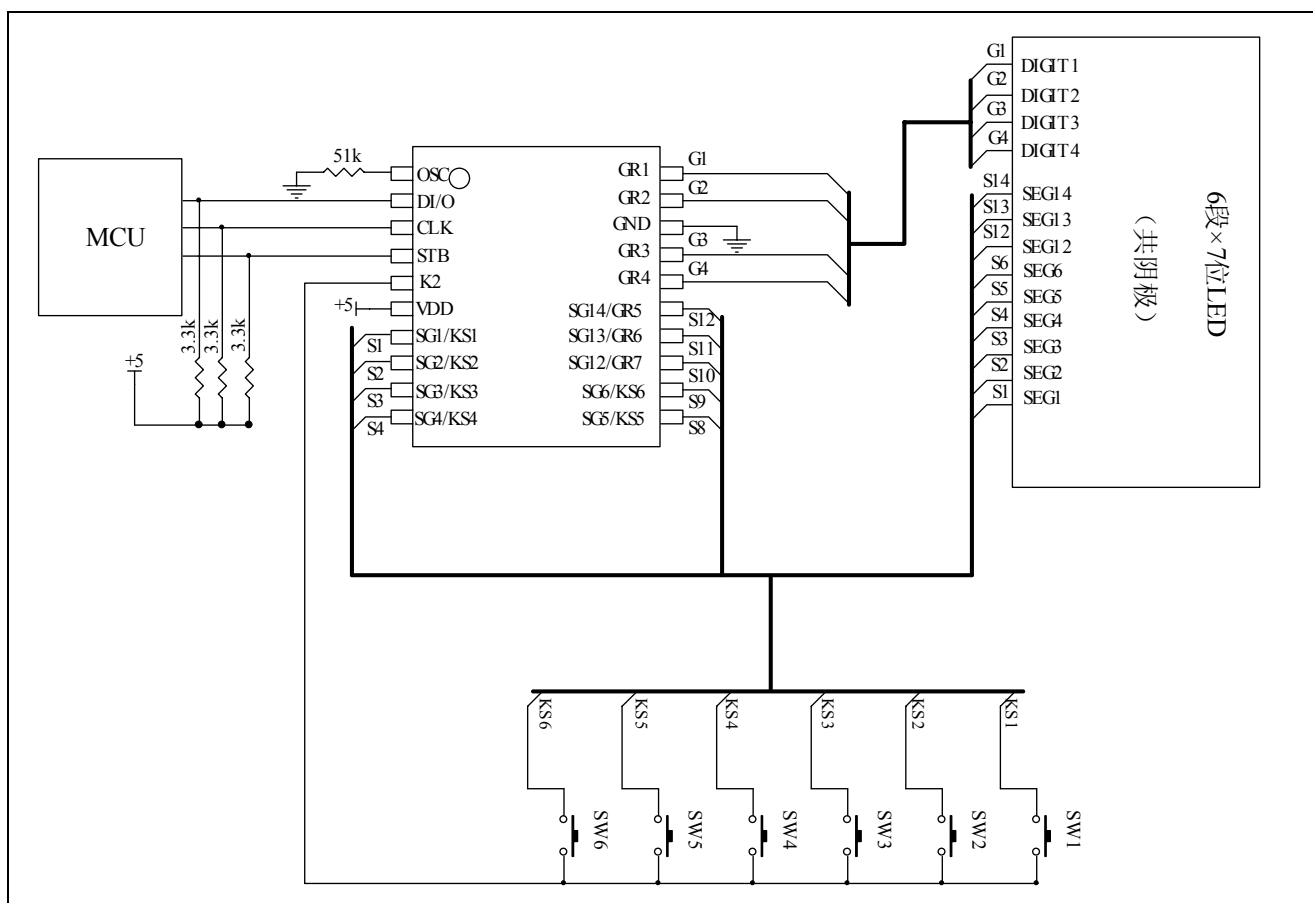 MCU
+5
3.3k
3.3k
3.3k
51k
OSC
DI/O
CLK
STB
K2
+5
VDD
SG1/KS1
SG2/KS2
SG3/KS3
SG4/KS4
S1
S2
S3
S4
GR1
GR2
GND
GR3
GR4
SG14/GR5
SG13/GR6
SG12/GR7
SG6/KS6
SG5/KS5
G1
G2
G3
G4
S12
S11
S10
S9
S8
G1
G2
G3
G4
DIGIT1
DIGIT2
DIGIT3
DIGIT4
S14
S13
S12
S6
S5
S4
S3
S2
S1
SEG14
SEG13
SEG12
SEG6
SEG5
SEG4
SEG3
SEG2
SEG1
6段×7位LED
（共阴极）
KS6
KS5
KS4
KS3
KS2
KS1
SW6
SW5
SW4
SW3
SW2
SW1